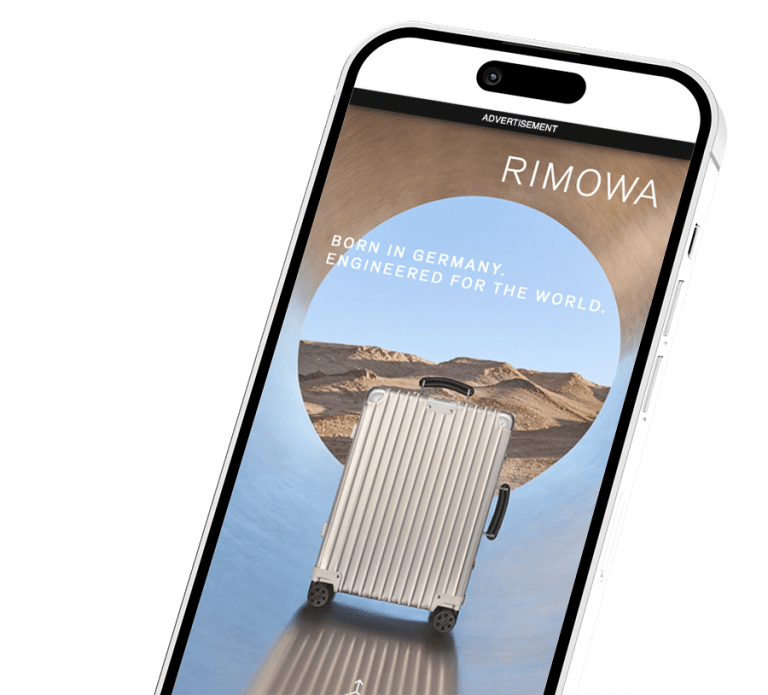 ADVERTISEMENT
RIMOWA
BORN IN GERMANY.
ENGINEERED FOR THE WORLD.